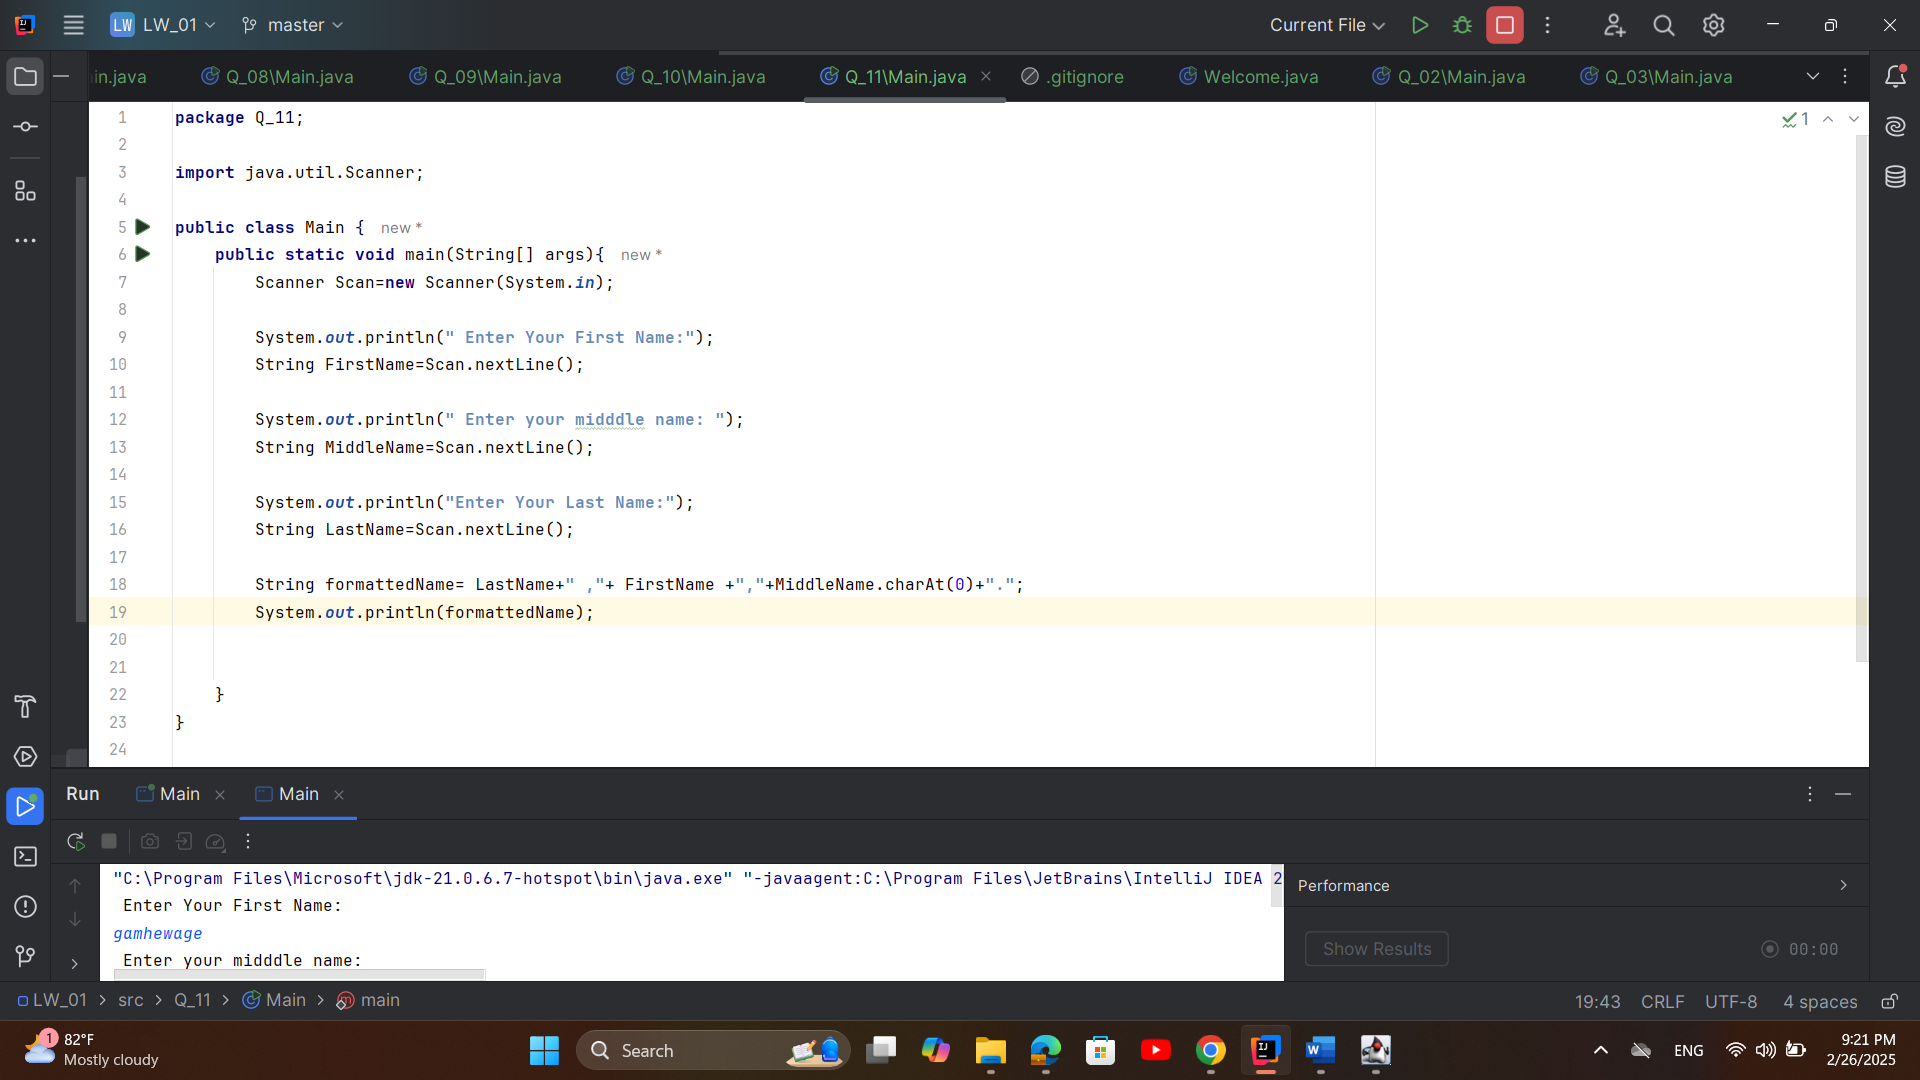 LW LW_01 master Current File
in.java Q_08\Main.java Q_09\Main.java Q_10\Main.java Q_11\Main.java .gitignore Welcome.java Q_02\Main.java Q_03\Main.java
1 package Q_11; 1
2
3 import java.util.Scanner;
4
5 public class Main { new *
6 public static void main(String[] args){ new *
7 Scanner Scan=new Scanner(System.in);
8
9 System.out.println(" Enter Your First Name:");
10 String FirstName=Scan.nextLine();
11
12 System.out.println(" Enter your midddle name: ");
13 String MiddleName=Scan.nextLine();
14
15 System.out.println("Enter Your Last Name:");
16 String LastName=Scan.nextLine();
17
18 String formattedName= LastName+" ,"+ FirstName +","+MiddleName.charAt(0)+".";
19 System.out.println(formattedName);
20
21
22 }
23 }
24
Run Main Main
"C:\Program Files\Microsoft\jdk-21.0.6.7-hotspot\bin\java.exe" "-javaagent:C:\Program Files\JetBrains\IntelliJ IDEA 2
Enter Your First Name:
gamhewage
Enter your midddle name:
Performance
Show Results 00:00
LW_01 > src > Q_11 > Main > main 19:43 CRLF UTF-8 4 spaces
1 82°F
Mostly cloudy
Search
ENG
9:21 PM
2/26/2025